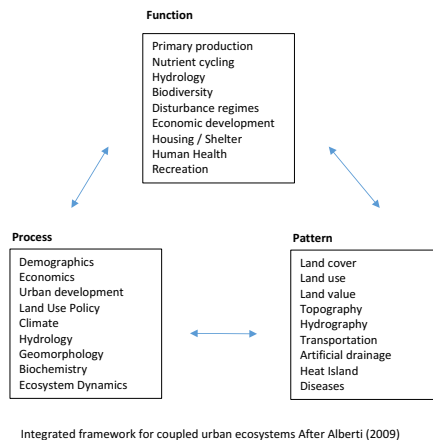 Function
Primary production
Nutrient cycling
Hydrology
Biodiversity
Disturbance regimes
Economic development
Housing / Shelter
Human Health
Recreation
Process
Demographics
Economics
Urban development
Land Use Policy
Climate
Hydrology
Geomorphology
Biochemistry
Ecosystem Dynamics
Pattern
Land cover
Land use
Land value
Topography
Hydrography
Transportation
Artificial drainage
Heat Island
Diseases
Integrated framework for coupled urban ecosystems After Alberti (2009)